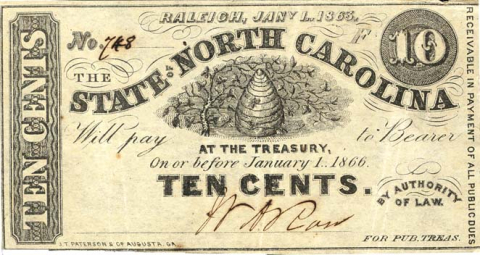 RALEIGH, JANY 1. 1863.
No. 748
F
10
THE
STATE OF NORTH CAROLINA
Will pay to Bearer
AT THE TREASURY,
On or before January 1. 1866.
TEN CENTS.
BY AUTHORITY
OF LAW.
FOR PUB. TREAS.
J.T. PATERSON & CO AUGUSTA, GA
TEN CENTS
RECEIVABLE IN PAYMENT OF ALL PUBLIC DUES